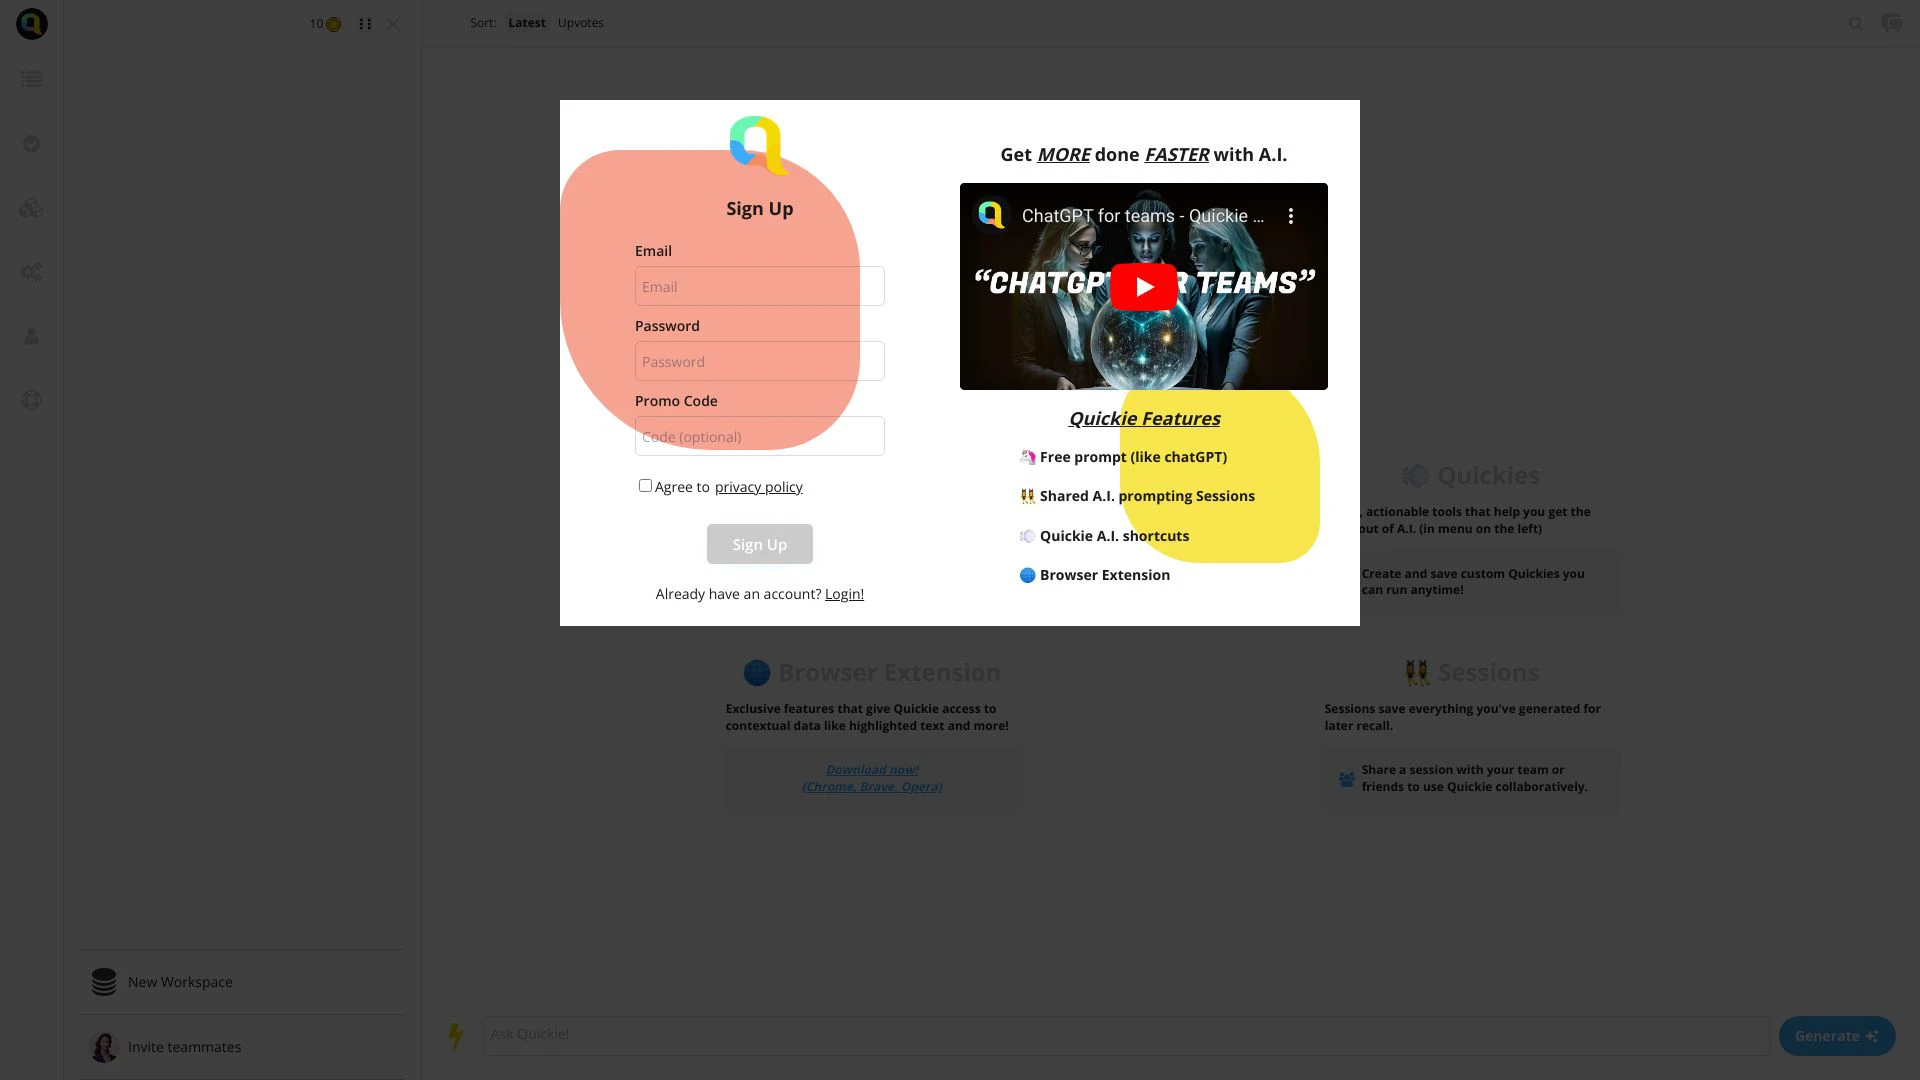 10
Sort: Latest Upvotes
Sign Up
Email
Email
Password
Password
Promo Code
Code (optional)
Agree to privacy policy
Sign Up
Already have an account? Login!
Get MORE done FASTER with A.I.
ChatGPT for teams - Quickie ...
“CHATGP R TEAMS”
Quickie Features
Free prompt (like chatGPT)
Shared A.I. prompting Sessions
Quickie A.I. shortcuts
Browser Extension
Quickies
, actionable tools that help you get the
out of A.I. (in menu on the left)
Create and save custom Quickies you
can run anytime!
Browser Extension
Exclusive features that give Quickie access to
contextual data like highlighted text and more!
Download now!
(Chrome, Brave, Opera)
Sessions
Sessions save everything you've generated for
later recall.
Share a session with your team or
friends to use Quickie collaboratively.
New Workspace
Invite teammates
Ask Quickie!
Generate